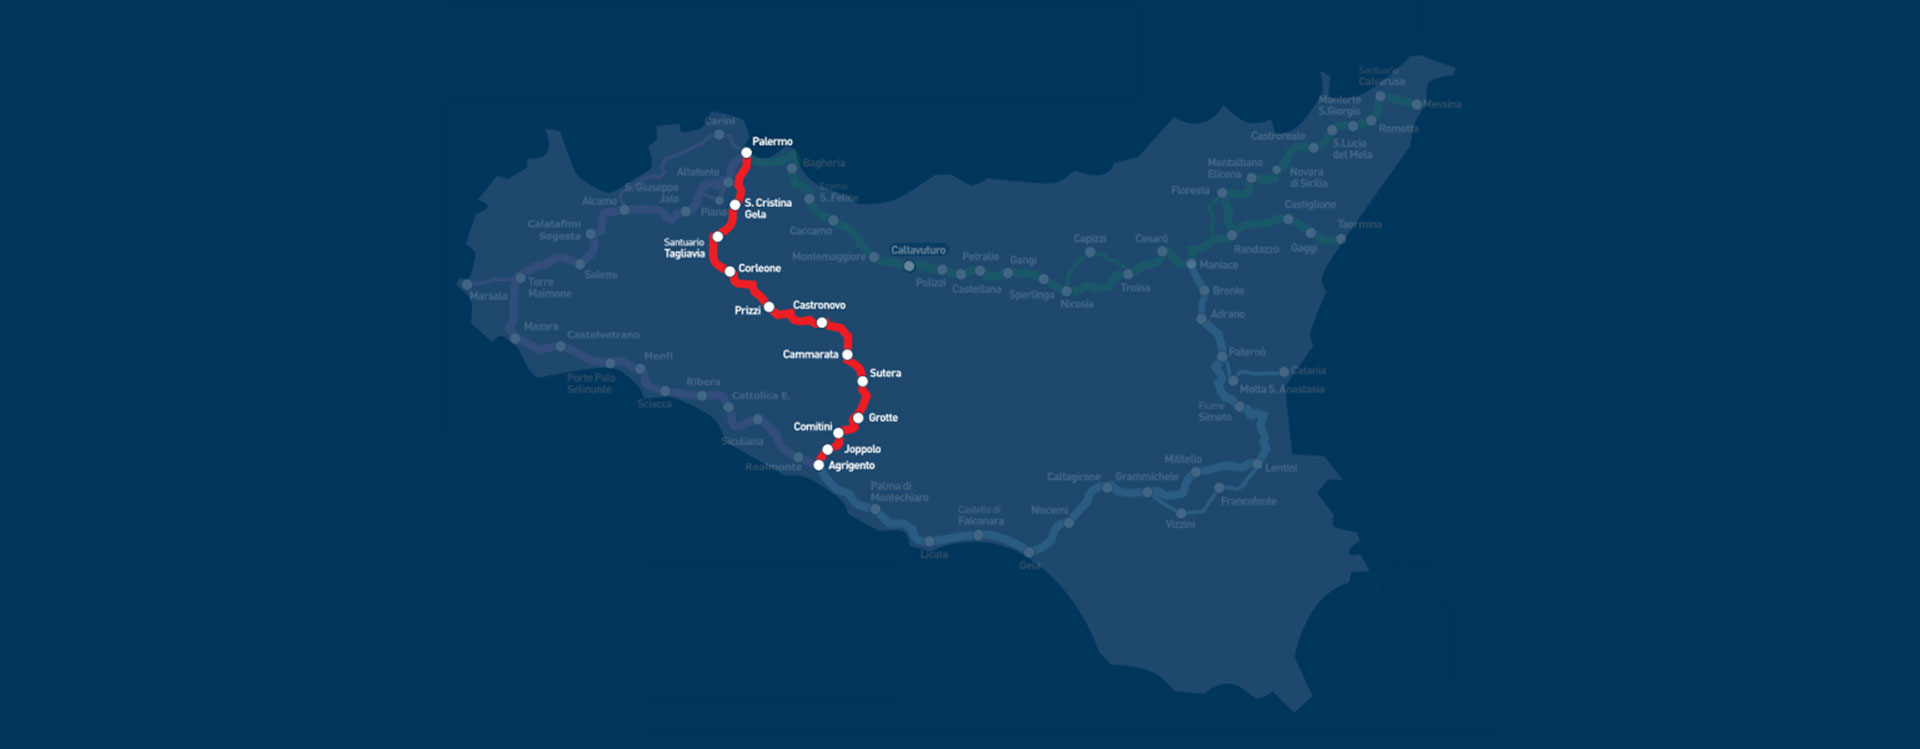 Santuario
Calvaruso
Messina
Monforte
S.Giorgio
Rometta
Carini
Castroreale
S.Lucia
del Mela
Palermo
Bagheria
Montalbano
Elicona
Novara
di Sicilia
Altofonte
S. Giuseppe
Jato
Eremo
S. Felice
Floresta
Alcamo
Piana
S. Cristina
Gela
Castiglione
Calatafimi
Segesta
Caccamo
Taormina
Santuario
Tagliavia
Caltavuturo
Capizzi
Cesarò
Randazzo
Gaggi
Montemaggiore
Petralie
Gangi
Maniace
Corleone
Salemi
Torre
Maimone
Polizzi
Castellana
Sperlinga
Nicosia
Troina
Bronte
Marsala
Prizzi
Castronovo
Adrano
Mazara
Castelvetrano
Cammarata
Menfi
Paternò
Porto Palo
Selinunte
Sutera
Catania
Ribera
Motta S. Anastasia
Sciacca
Cattolica E.
Fiume
Simeto
Grotte
Comitini
Siculiana
Joppolo
Realmonte
Agrigento
Militello
Lentini
Palma di
Montechiaro
Caltagirone
Grammichele
Francofonte
Castello di
Falconara
Niscemi
Vizzini
Licata
Gela